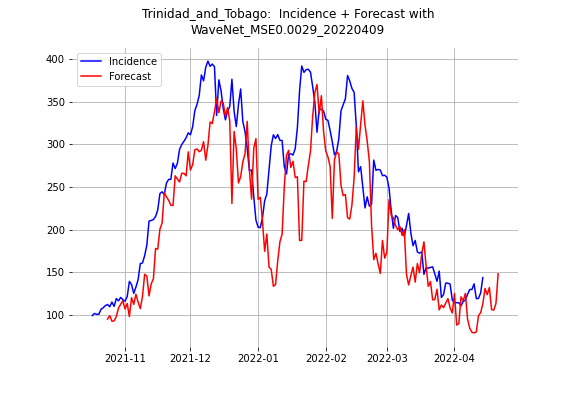 Trinidad_and_Tobago:  Incidence + Forecast with
WaveNet_MSE0.0029_20220409
Incidence
Forecast
400
350
300
250
200
150
100
2021-11 2021-12 2022-01 2022-02 2022-03 2022-04